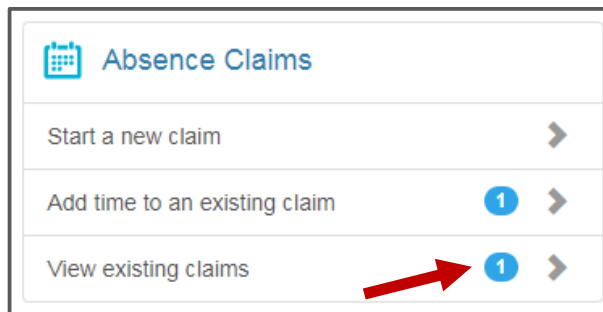 Absence Claims
Start a new claim
Add time to an existing claim 1
View existing claims 1